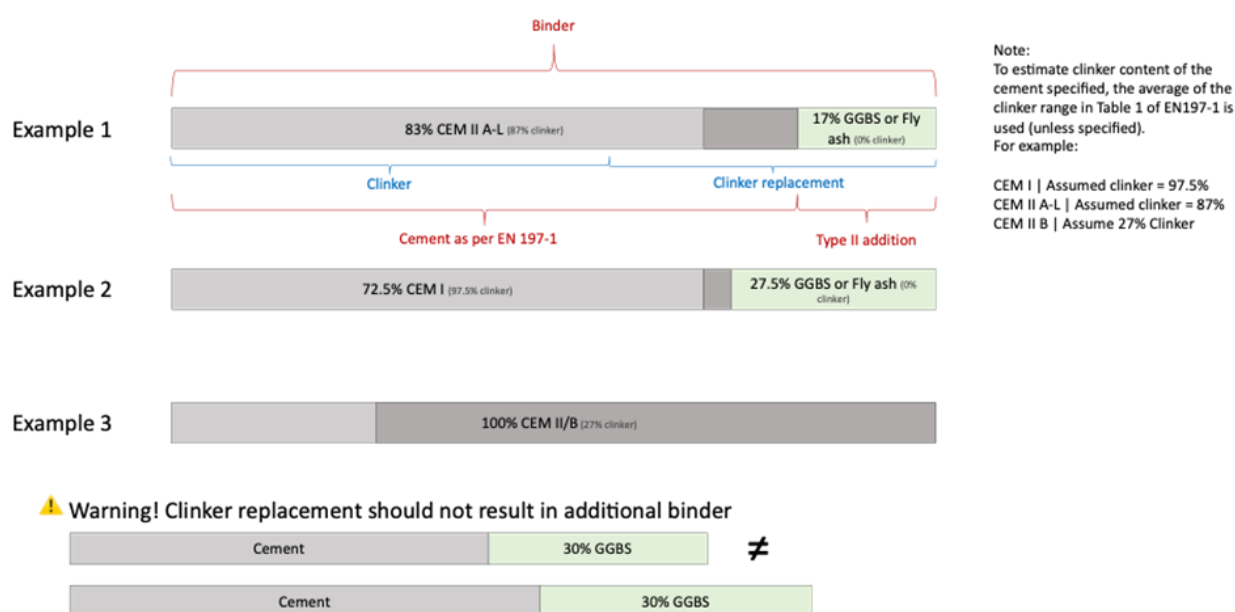 Binder
Note:
To estimate clinker content of the
cement specified, the average of the
clinker range in Table 1 of EN197-1 is
used (unless specified).
For example:
CEM I | Assumed clinker = 97.5%
CEM II A-L | Assumed clinker = 87%
CEM II B | Assume 27% Clinker
Example 1
83% CEM II A-L (87% clinker)
17% GGBS or Fly
ash (0% clinker)
Clinker
Clinker replacement
Cement as per EN 197-1
Type II addition
Example 2
72.5% CEM I (97.5% clinker)
27.5% GGBS or Fly ash (0%
clinker)
Example 3
100% CEM II/B (27% clinker)
Warning! Clinker replacement should not result in additional binder
Cement
30% GGBS
≠
Cement
30% GGBS